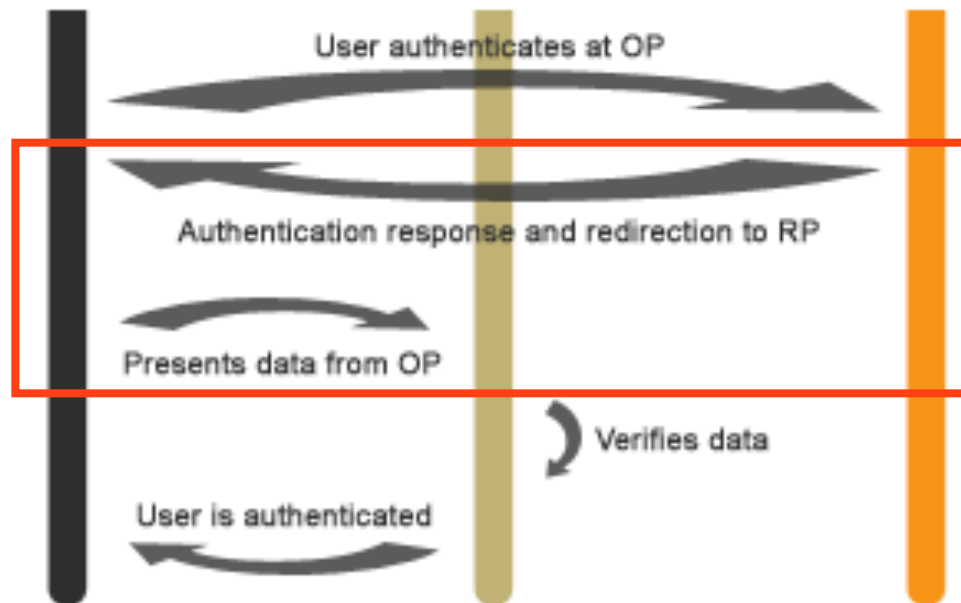 User authenticates at OP
Authentication response and redirection to RP
Presents data from OP
Verifies data
User is authenticated